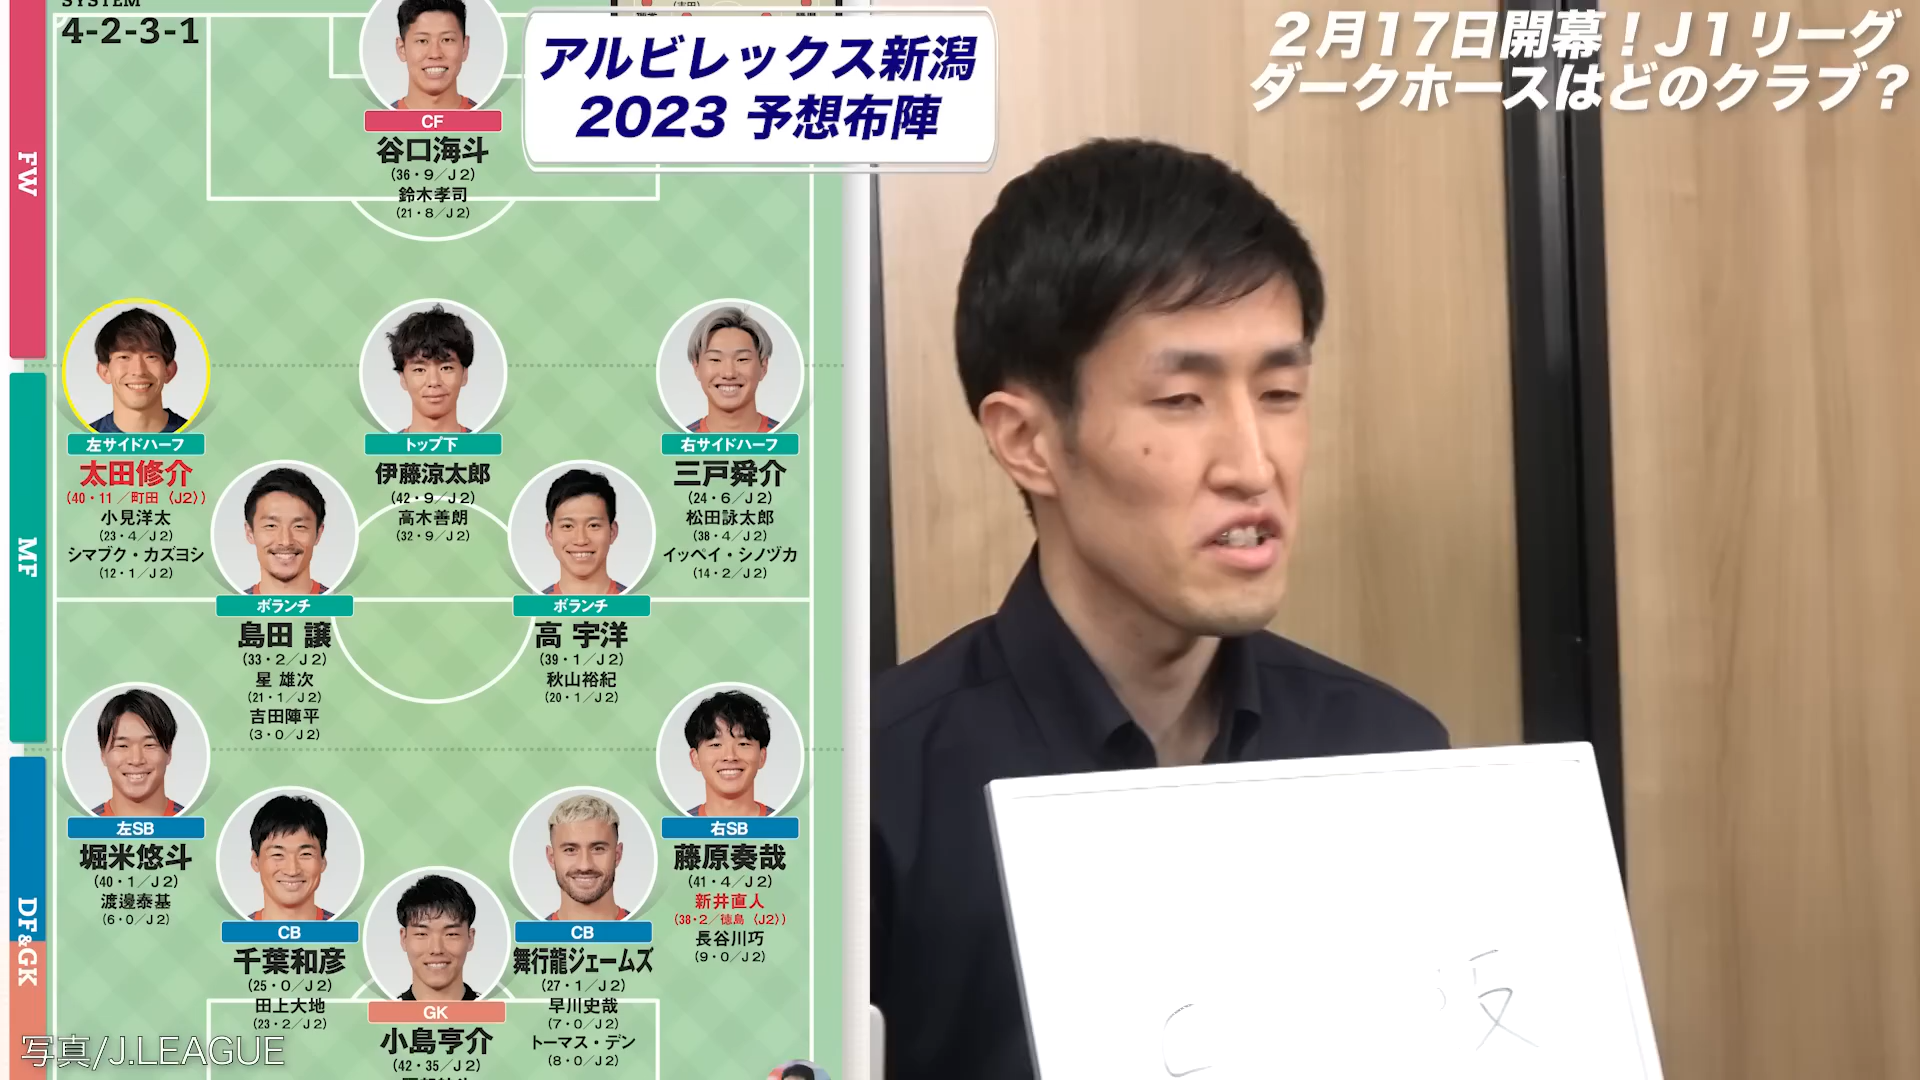 SYSTEM
4-2-3-1
アルビレックス新潟
2023 予想布陣
2月17日開幕！J1リーグ
ダークホースはどのクラブ？
FW
CF
谷口海斗
(36・9/J2)
鈴木孝司
(21・8/J2)
MF
左サイドハーフ
太田修介
(40・11/町田〈J2〉)
小見洋太
(23・4/J2)
シマブク・カズヨシ
(12・1/J2)
トップ下
伊藤涼太郎
(42・9/J2)
高木善朗
(32・9/J2)
右サイドハーフ
三戸舜介
(24・6/J2)
松田詠太郎
(38・4/J2)
イッペイ・シノヅカ
(14・2/J2)
ボランチ
島田 譲
(33・2/J2)
星 雄次
(21・1/J2)
吉田陣平
(3・0/J2)
ボランチ
高 宇洋
(39・1/J2)
秋山裕紀
(20・1/J2)
DF&GK
左SB
堀米悠斗
(40・1/J2)
渡邊泰基
(6・0/J2)
CB
千葉和彦
(25・0/J2)
田上大地
(23・2/J2)
CB
舞行龍ジェームズ
(27・1/J2)
早川史哉
(7・0/J2)
トーマス・デン
(8・0/J2)
右SB
藤原奏哉
(41・4/J2)
新井直人
(38・2/徳島〈J2〉)
長谷川巧
(9・0/J2)
GK
小島亨介
(42・35/J2)
写真/J.LEAGUE